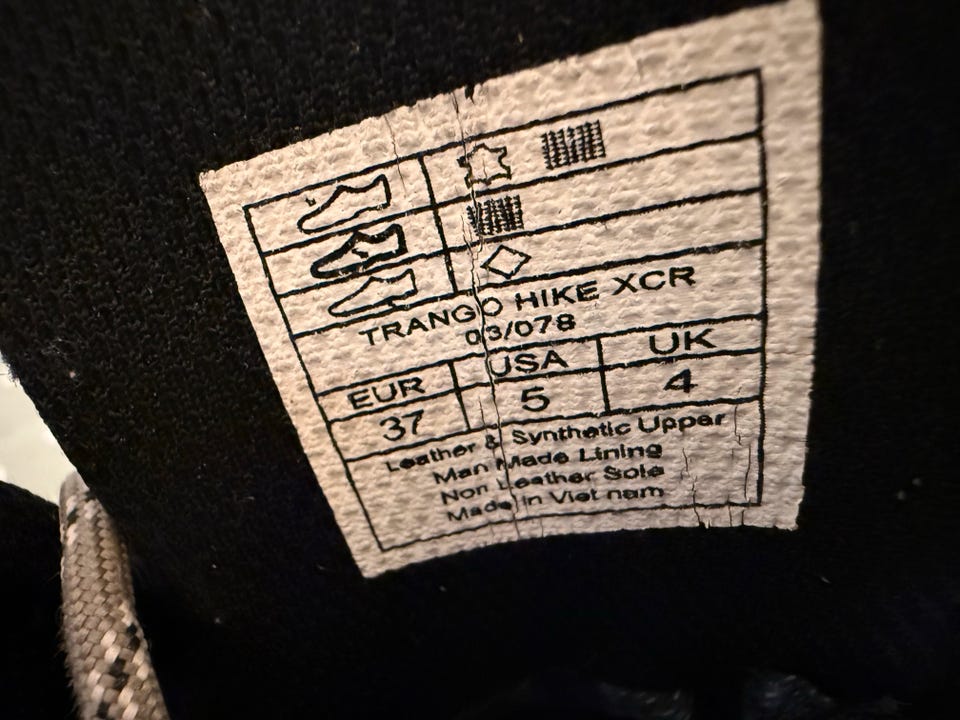 TRANGO HIKE XCR
03/078
EUR USA UK
37 5 4
Leather & Synthetic Upper
Man Made Lining
Non Leather Sole
Made in Viet nam